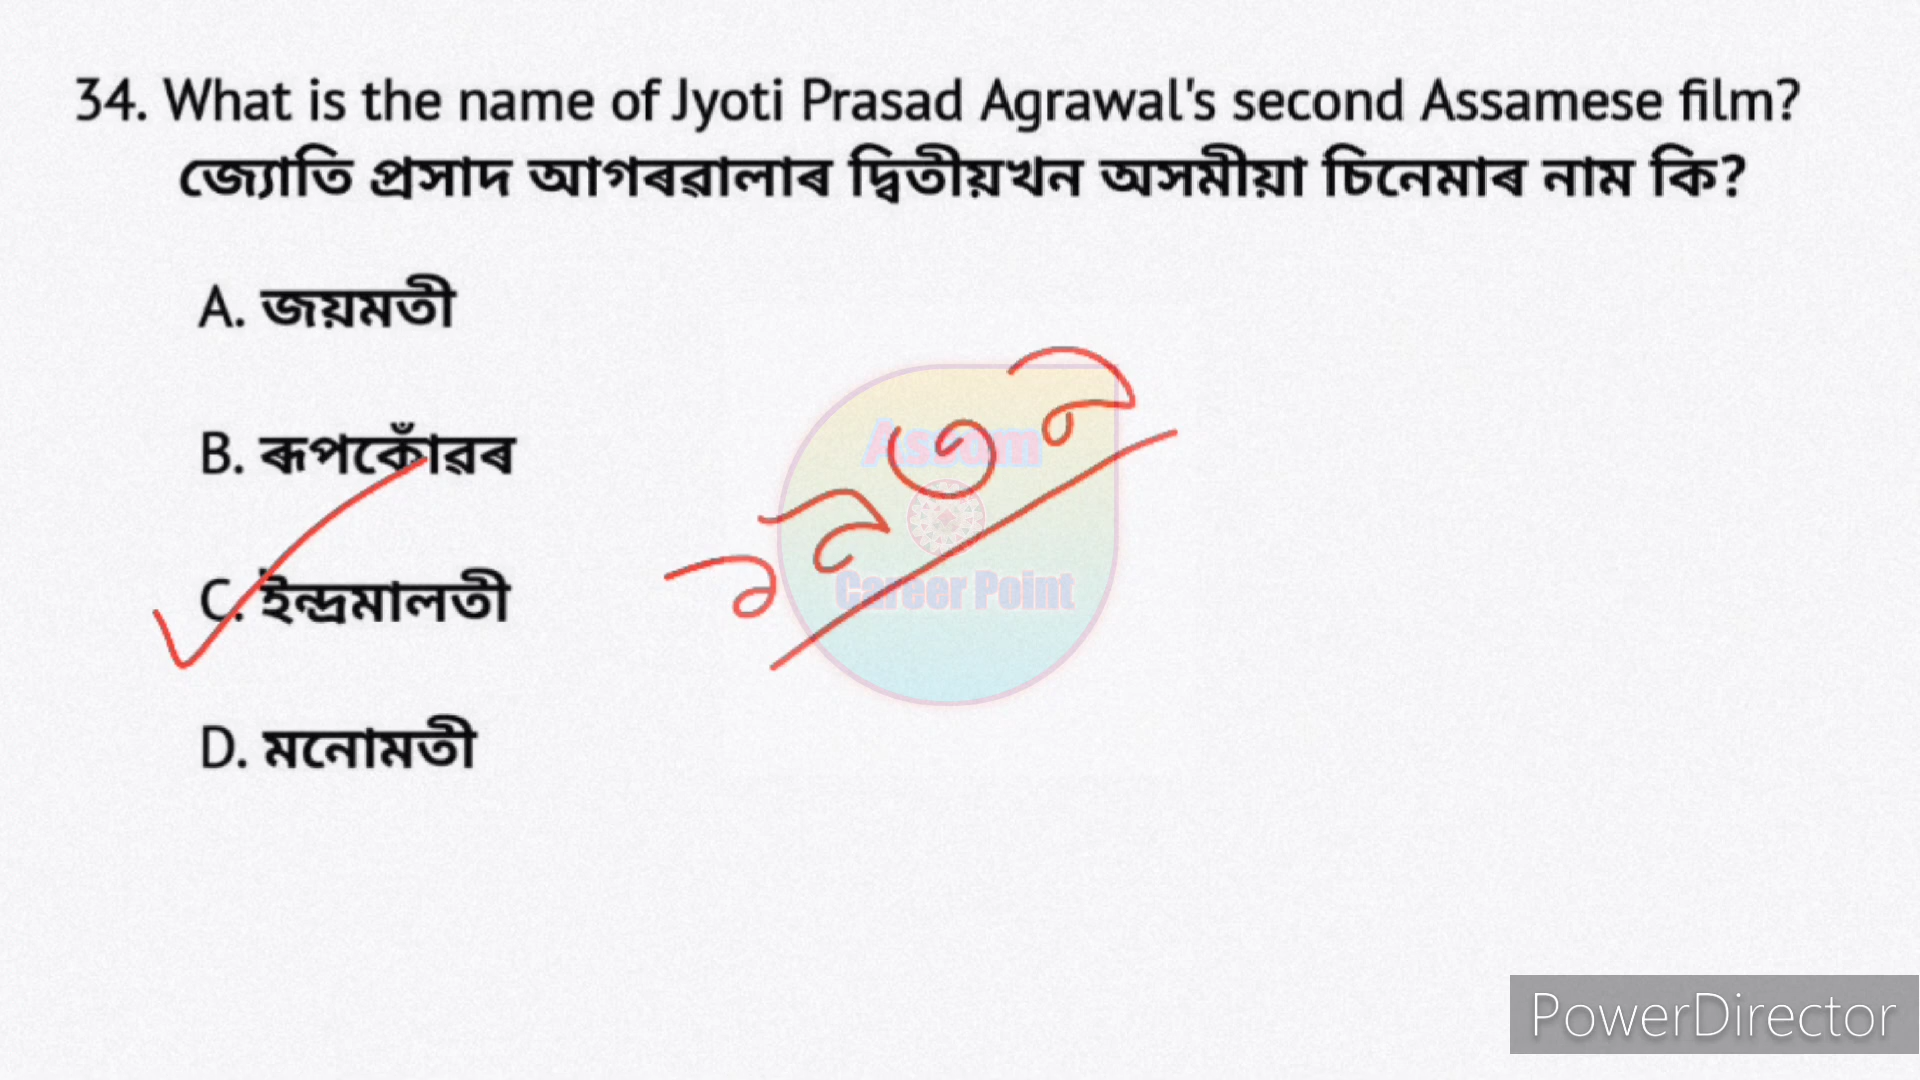 34. What is the name of Jyoti Prasad Agrawal's second Assamese film?
জ্যোতি প্ৰসাদ আগৰৱালাৰ দ্বিতীয়খন অসমীয়া চিনেমাৰ নাম কি?
A. জয়মতী
B. ৰূপকোঁৱৰ
C. ইন্দ্ৰমালতী
D. মনোমতী
১৯৩৯
Assam
Career Point
PowerDirector